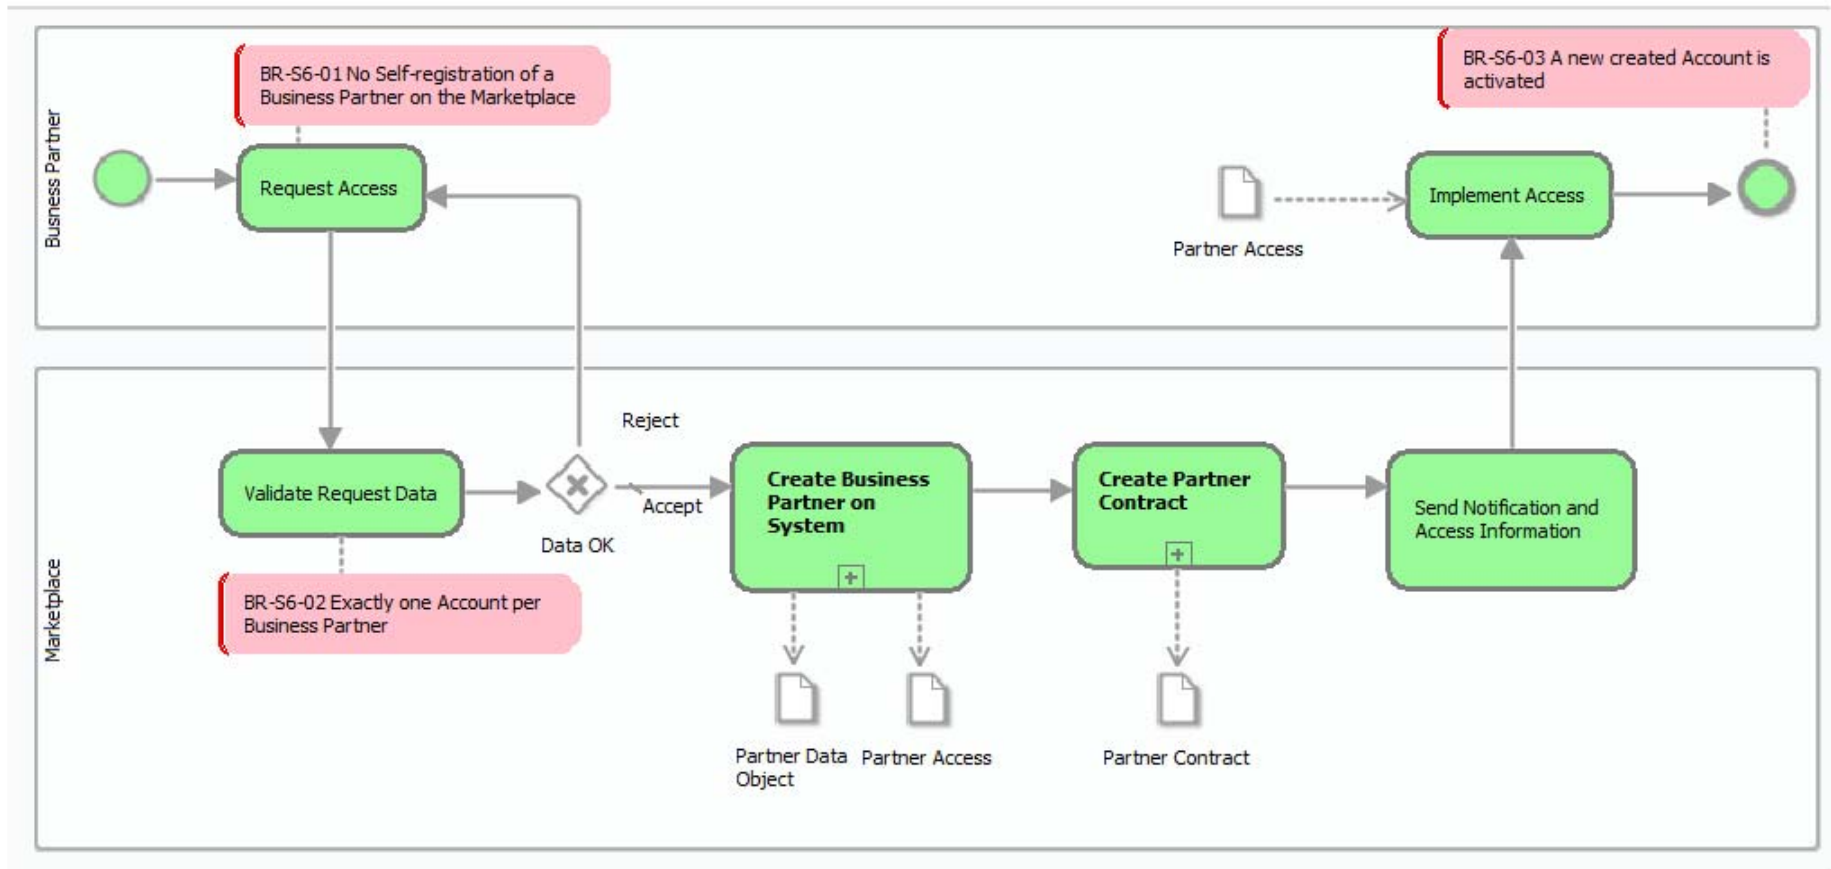 Busness Partner
BR-S6-01 No Self-registration of a
Business Partner on the Marketplace
BR-S6-03 A new created Account is
activated
Request Access
Implement Access
Partner Access
Marketplace
Reject
Validate Request Data
Data OK
Accept
Create Business
Partner on
System
Create Partner
Contract
Send Notification and
Access Information
BR-S6-02 Exactly one Account per
Business Partner
Partner Data
Object
Partner Access
Partner Contract